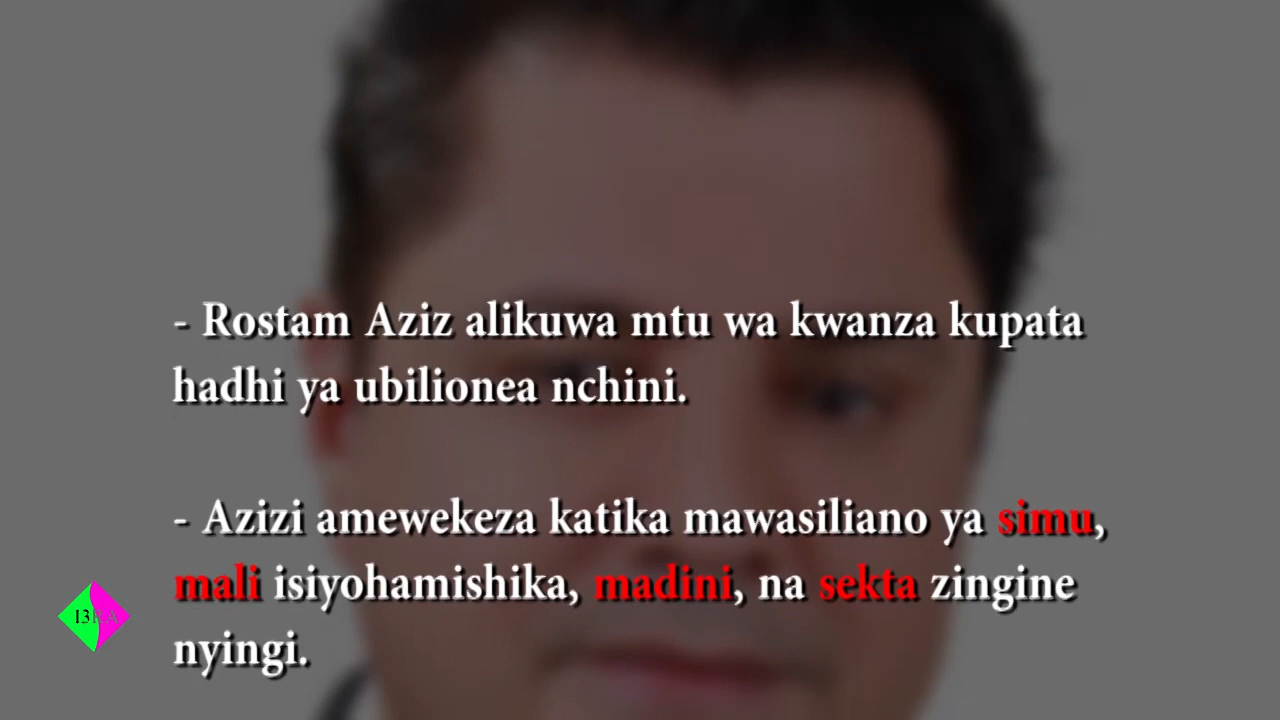 - Rostam Aziz alikuwa mtu wa kwanza kupata
hadhi ya ubilionea nchini.
- Azizi amewekeza katika mawasiliano ya simu,
mali isiyohamishika, madini, na sekta zingine
nyingi.